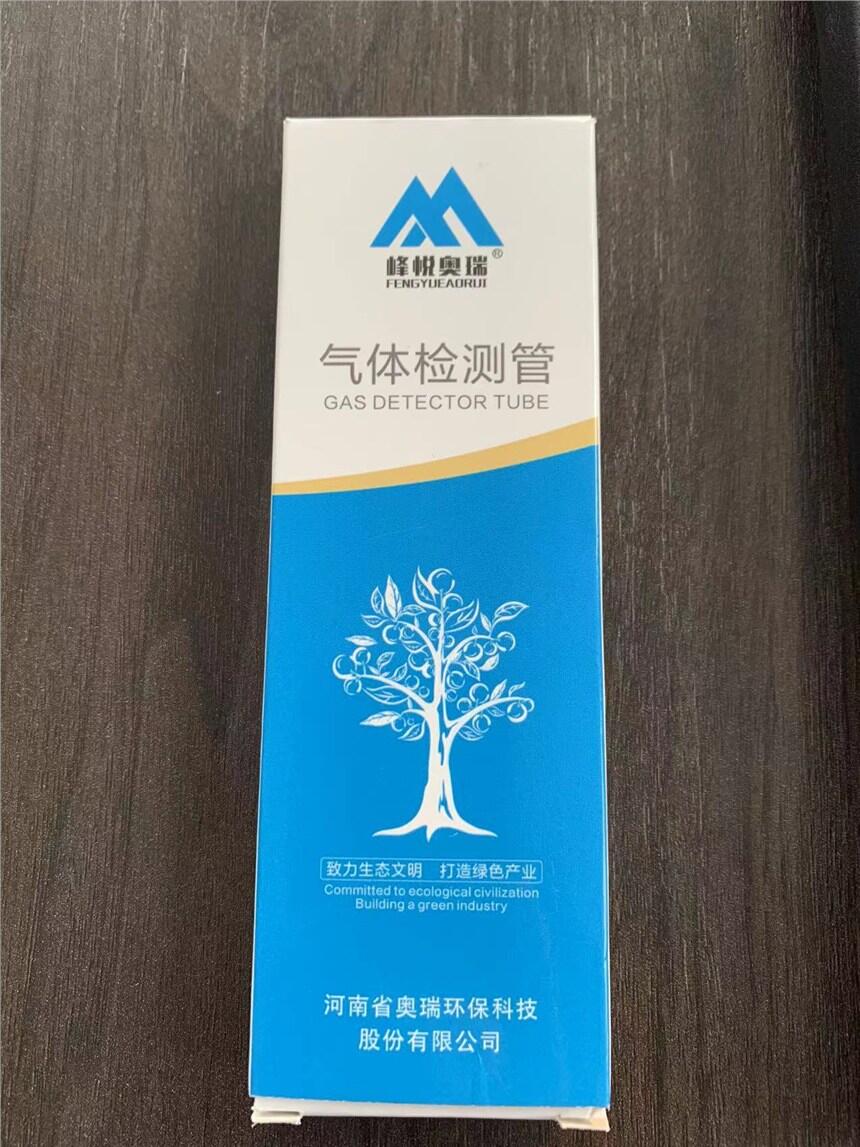 峰悦奥瑞®
FENGYUEAORUI
气体检测管
GAS DETECTOR TUBE
致力生态文明 打造绿色产业
Committed to ecological civilization
Building a green industry
河南省奥瑞环保科技
股份有限公司